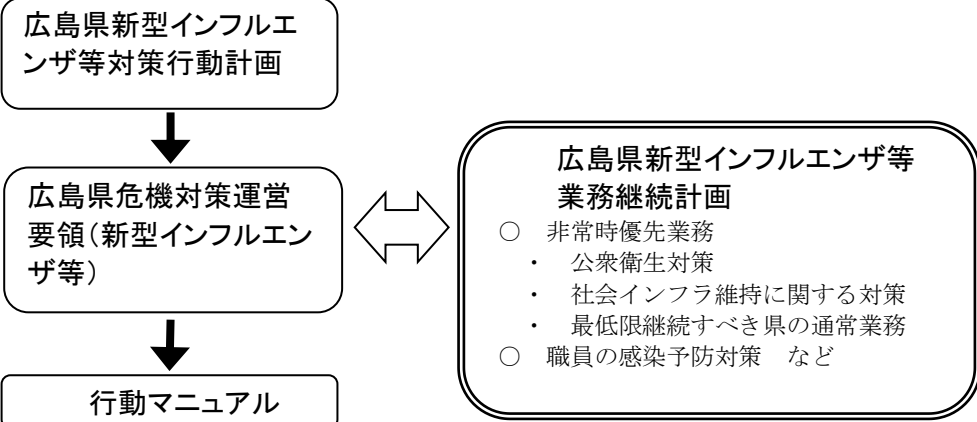 広島県新型インフルエ
ンザ等対策行動計画
広島県危機対策運営
要領(新型インフルエン
ザ等)
行動マニュアル
広島県新型インフルエンザ等
業務継続計画
○ 非常時優先業務
・ 公衆衛生対策
・ 社会インフラ維持に関する対策
・ 最低限継続すべき県の通常業務
○ 職員の感染予防対策 など